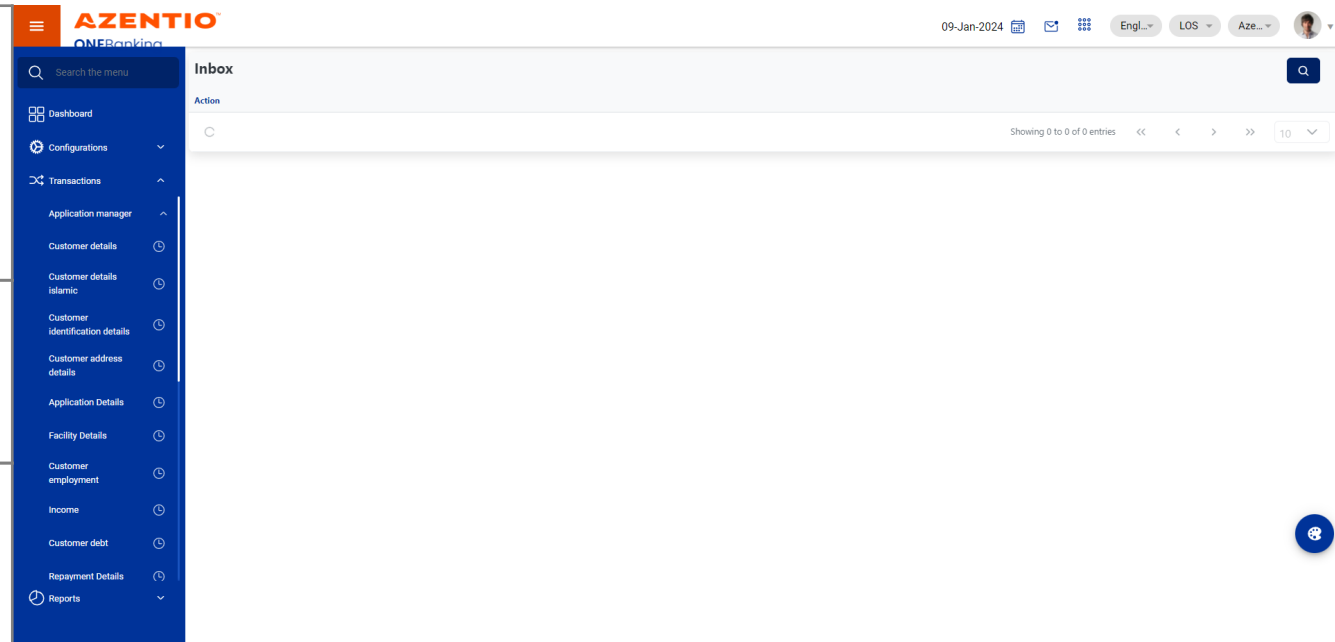 AZENTIO
ONEBanking
09-Jan-2024
Engl...
LOS
Aze...
Search the menu
Inbox
Dashboard
Action
Configurations
Showing 0 to 0 of 0 entries
10
Transactions
Application manager
Customer details
Customer details
islamic
Customer
identification details
Customer address
details
Application Details
Facility Details
Customer
employment
Income
Customer debt
Repayment Details
Reports